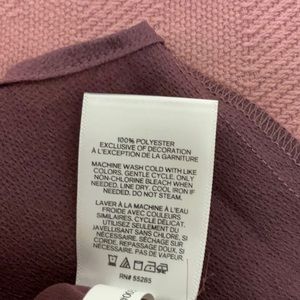 100% POLYESTER
EXCLUSIVE OF DECORATION
À L'EXCEPTION DE LA GARNITURE
MACHINE WASH COLD WITH LIKE
COLORS, GENTLE CYCLE. ONLY
NON-CHLORINE BLEACH WHEN
NEEDED. LINE DRY. COOL IRON IF
NEEDED. DO NOT STEAM.
LAVER À LA MACHINE À L'EAU
FROIDE AVEC COULEURS
SIMILAIRES, CYCLE DÉLICAT.
UTILISEZ SEULEMENT DU
JAVELLISANT SANS CHLORE, SI
NÉCESSAIRE. SÉCHAGE SUR
CORDE. REPASSAGE DOUX, SI
NÉCESSAIRE. PAS DE VAPEUR.
RN# 55285